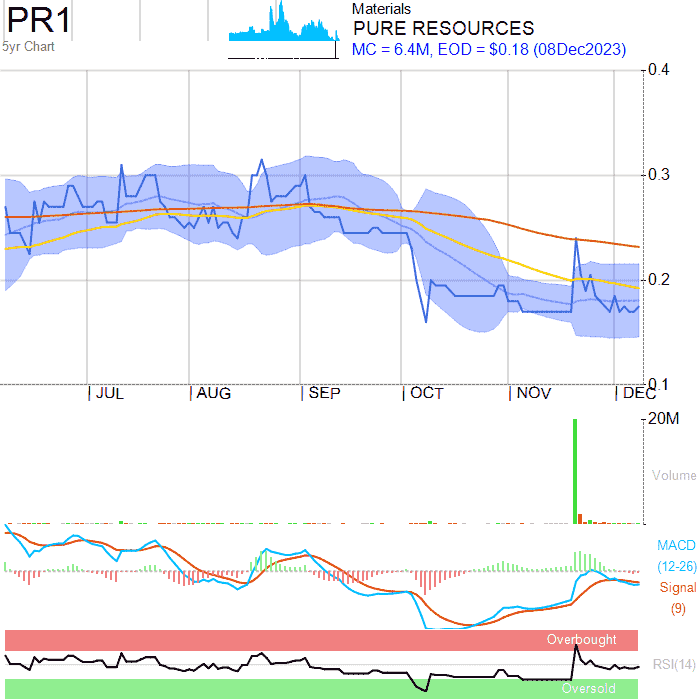 PR1
5yr Chart
Materials
PURE RESOURCES
MC = 6.4M, EOD = $0.18 (08Dec2023)
0.4
0.3
0.2
0.1
JUL AUG SEP OCT NOV DEC
20M
Volume
MACD
(12-26)
Signal
(9)
Overbought
RSI(14)
Oversold